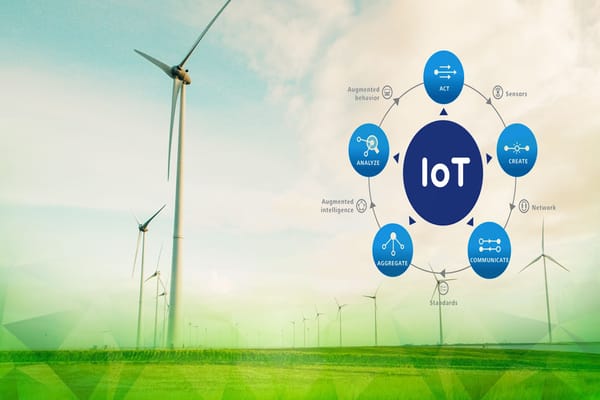 ACT
Augmented
behavior
Sensors
ANALYZE
IoT
CREATE
Augmented
intelligence
Network
AGGREGATE
COMMUNICATE
Standards